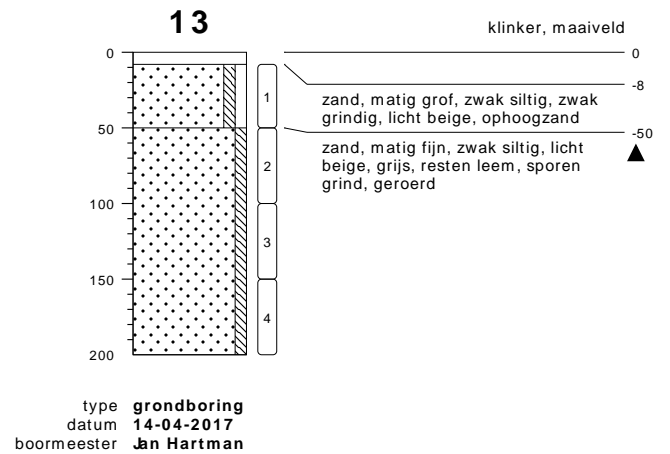 13
klinker, maaiveld
0
0
-8
1
zand, matig grof, zwak siltig, zwak
grindig, licht beige, ophoogzand
50
-50
zand, matig fijn, zwak siltig, licht
beige, grijs, resten leem, sporen
grind, geroerd
2
100
3
150
4
200
type grondboring
datum 14-04-2017
boormeester Jan Hartman